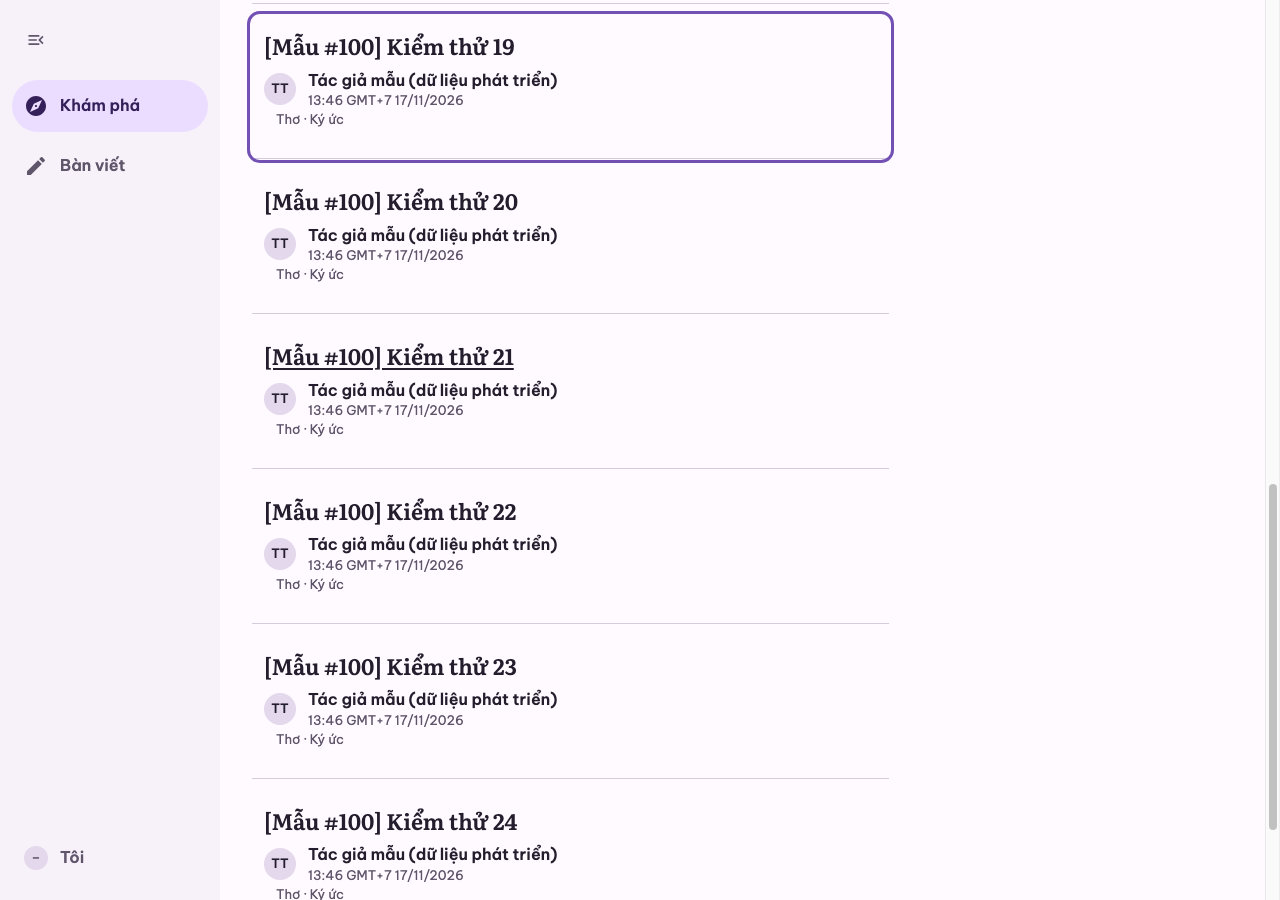 Khám phá
Bàn viết
Tôi
[Mẫu #100] Kiểm thử 19
TT
Tác giả mẫu (dữ liệu phát triển)
13:46 GMT+7 17/11/2026
Thơ · Ký ức
[Mẫu #100] Kiểm thử 20
TT
Tác giả mẫu (dữ liệu phát triển)
13:46 GMT+7 17/11/2026
Thơ · Ký ức
[Mẫu #100] Kiểm thử 21
TT
Tác giả mẫu (dữ liệu phát triển)
13:46 GMT+7 17/11/2026
Thơ · Ký ức
[Mẫu #100] Kiểm thử 22
TT
Tác giả mẫu (dữ liệu phát triển)
13:46 GMT+7 17/11/2026
Thơ · Ký ức
[Mẫu #100] Kiểm thử 23
TT
Tác giả mẫu (dữ liệu phát triển)
13:46 GMT+7 17/11/2026
Thơ · Ký ức
[Mẫu #100] Kiểm thử 24
TT
Tác giả mẫu (dữ liệu phát triển)
13:46 GMT+7 17/11/2026
Thơ · Ký ức